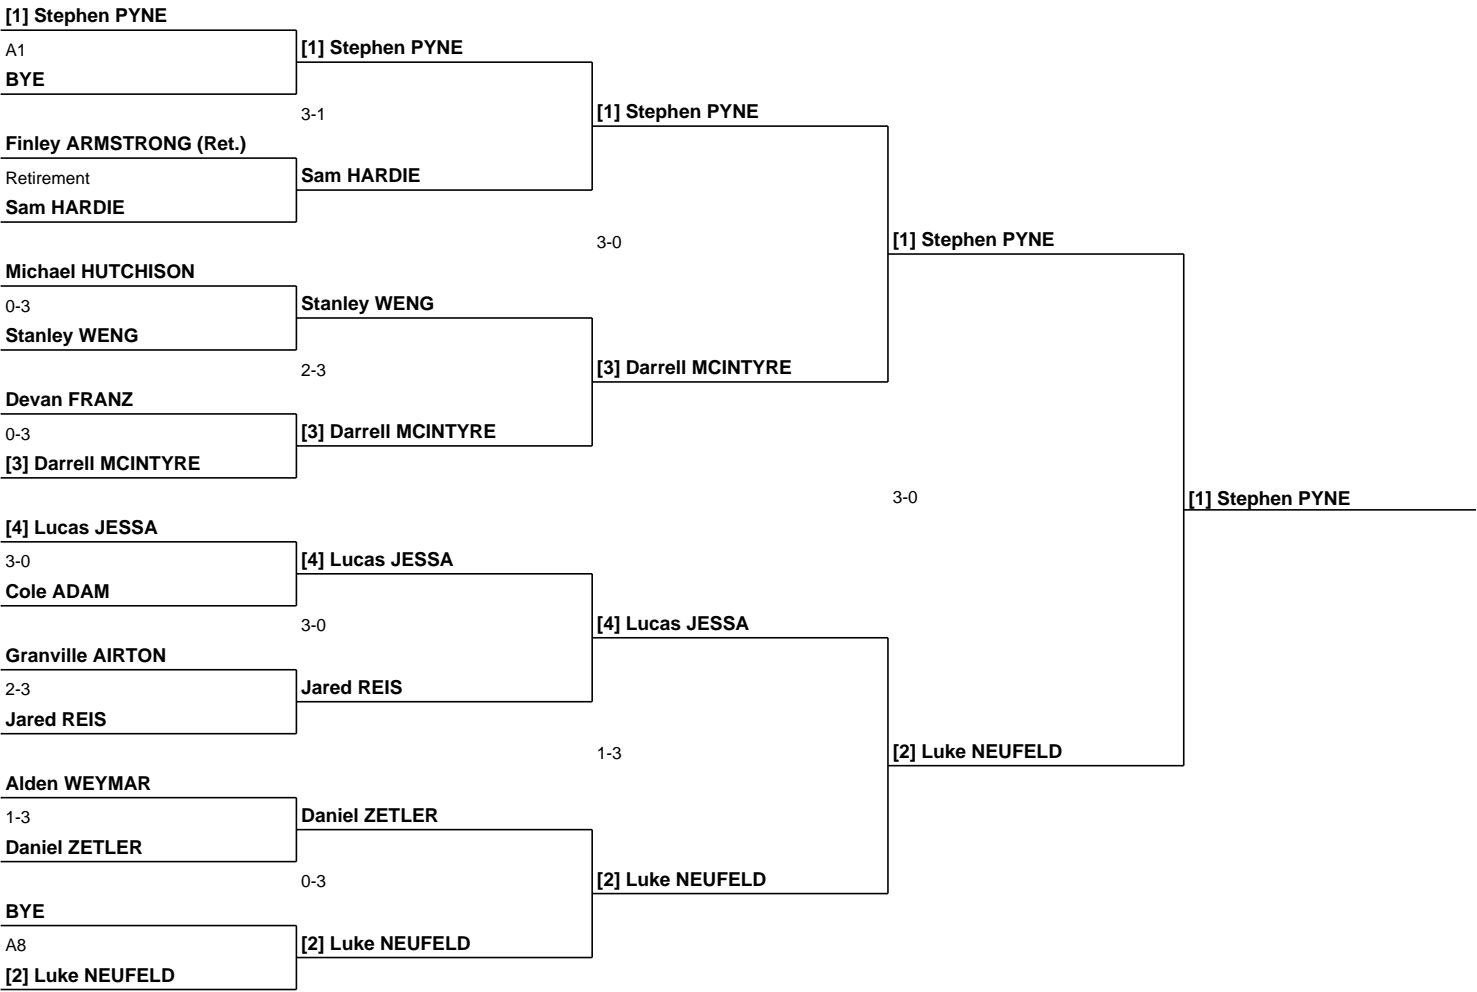 [1] Stephen PYNE
A1
BYE
Finley ARMSTRONG (Ret.)
Retirement
Sam HARDIE
Michael HUTCHISON
0-3
Stanley WENG
Devan FRANZ
0-3
[3] Darrell MCINTYRE
[4] Lucas JESSA
3-0
Cole ADAM
Granville AIRTON
2-3
Jared REIS
Alden WEYMAR
1-3
Daniel ZETLER
BYE
A8
[2] Luke NEUFELD
[1] Stephen PYNE
3-1
Sam HARDIE
Stanley WENG
2-3
[3] Darrell MCINTYRE
[4] Lucas JESSA
3-0
Jared REIS
Daniel ZETLER
0-3
[2] Luke NEUFELD
[1] Stephen PYNE
3-0
[3] Darrell MCINTYRE
[4] Lucas JESSA
1-3
[2] Luke NEUFELD
[1] Stephen PYNE
3-0
[2] Luke NEUFELD
[1] Stephen PYNE